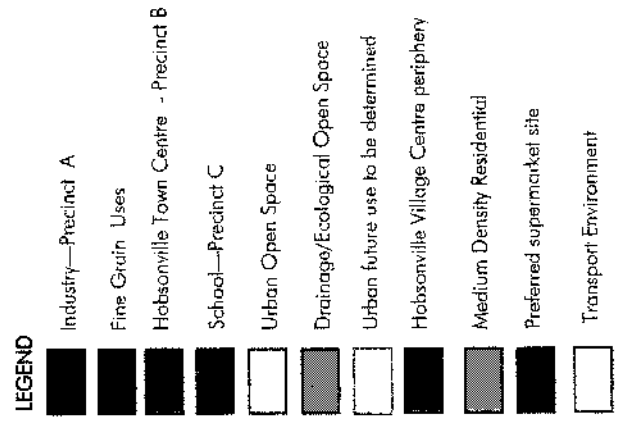 LEGEND
Industry—Precinct A
Fine Grain Uses
Hobsonville Town Centre - Precinct B
School—Precinct C
Urban Open Space
Drainage/Ecological Open Space
Urban future use to be determined
Hobsonville Village Centre periphery
Medium Density Residential
Preferred supermarket site
Transport Environment